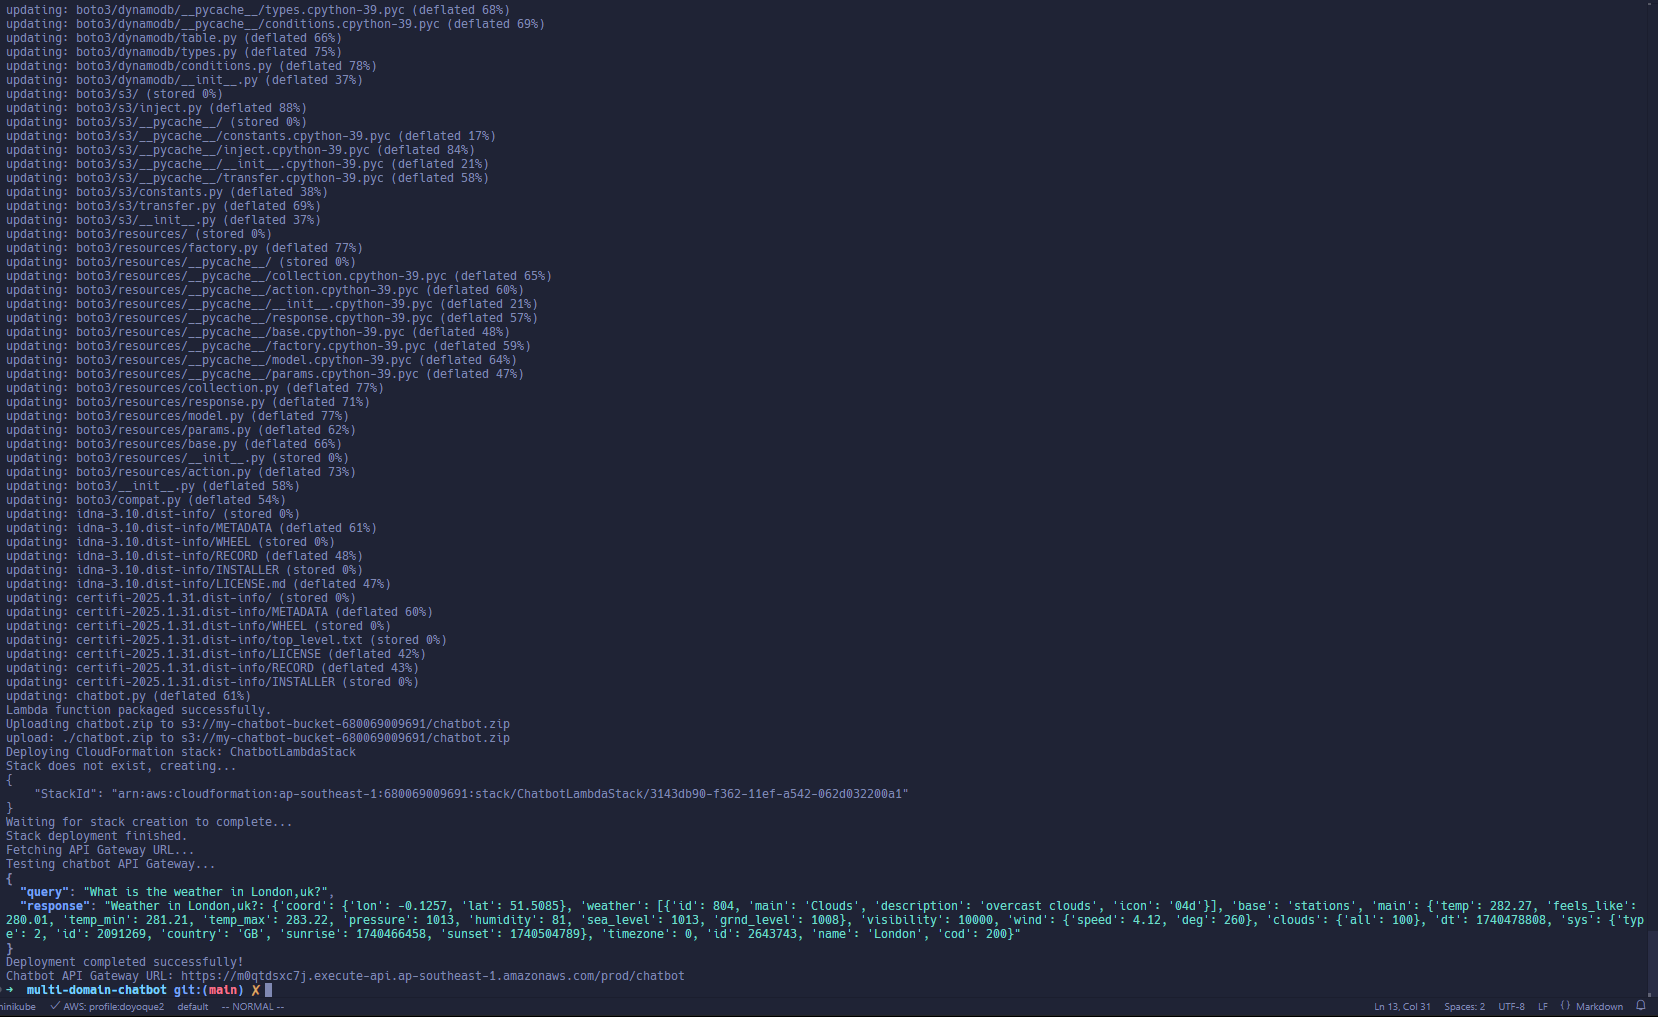 updating: boto3/dynamodb/__pycache__/types.cpython-39.pyc (deflated 68%)
updating: boto3/dynamodb/__pycache__/conditions.cpython-39.pyc (deflated 69%)
updating: boto3/dynamodb/table.py (deflated 66%)
updating: boto3/dynamodb/types.py (deflated 75%)
updating: boto3/dynamodb/conditions.py (deflated 78%)
updating: boto3/dynamodb/__init__.py (deflated 37%)
updating: boto3/s3/ (stored 0%)
updating: boto3/s3/inject.py (deflated 88%)
updating: boto3/s3/__pycache__/ (stored 0%)
updating: boto3/s3/__pycache__/constants.cpython-39.pyc (deflated 17%)
updating: boto3/s3/__pycache__/inject.cpython-39.pyc (deflated 84%)
updating: boto3/s3/__pycache__/__init__.cpython-39.pyc (deflated 21%)
updating: boto3/s3/__pycache__/transfer.cpython-39.pyc (deflated 58%)
updating: boto3/s3/constants.py (deflated 38%)
updating: boto3/s3/transfer.py (deflated 69%)
updating: boto3/s3/__init__.py (deflated 37%)
updating: boto3/resources/ (stored 0%)
updating: boto3/resources/factory.py (deflated 77%)
updating: boto3/resources/__pycache__/ (stored 0%)
updating: boto3/resources/__pycache__/collection.cpython-39.pyc (deflated 65%)
updating: boto3/resources/__pycache__/action.cpython-39.pyc (deflated 60%)
updating: boto3/resources/__pycache__/__init__.cpython-39.pyc (deflated 21%)
updating: boto3/resources/__pycache__/response.cpython-39.pyc (deflated 57%)
updating: boto3/resources/__pycache__/base.cpython-39.pyc (deflated 48%)
updating: boto3/resources/__pycache__/factory.cpython-39.pyc (deflated 59%)
updating: boto3/resources/__pycache__/model.cpython-39.pyc (deflated 64%)
updating: boto3/resources/__pycache__/params.cpython-39.pyc (deflated 47%)
updating: boto3/resources/collection.py (deflated 77%)
updating: boto3/resources/response.py (deflated 71%)
updating: boto3/resources/model.py (deflated 77%)
updating: boto3/resources/params.py (deflated 62%)
updating: boto3/resources/base.py (deflated 66%)
updating: boto3/resources/__init__.py (stored 0%)
updating: boto3/resources/action.py (deflated 73%)
updating: boto3/__init__.py (deflated 58%)
updating: boto3/compat.py (deflated 54%)
updating: idna-3.10.dist-info/ (stored 0%)
updating: idna-3.10.dist-info/METADATA (deflated 61%)
updating: idna-3.10.dist-info/WHEEL (stored 0%)
updating: idna-3.10.dist-info/RECORD (deflated 48%)
updating: idna-3.10.dist-info/INSTALLER (stored 0%)
updating: idna-3.10.dist-info/LICENSE.md (deflated 47%)
updating: certifi-2025.1.31.dist-info/ (stored 0%)
updating: certifi-2025.1.31.dist-info/METADATA (deflated 60%)
updating: certifi-2025.1.31.dist-info/WHEEL (stored 0%)
updating: certifi-2025.1.31.dist-info/top_level.txt (stored 0%)
updating: certifi-2025.1.31.dist-info/LICENSE (deflated 42%)
updating: certifi-2025.1.31.dist-info/RECORD (deflated 43%)
updating: certifi-2025.1.31.dist-info/INSTALLER (stored 0%)
updating: chatbot.py (deflated 61%)
Lambda function packaged successfully.
Uploading chatbot.zip to s3://my-chatbot-bucket-680069009691/chatbot.zip
upload: ./chatbot.zip to s3://my-chatbot-bucket-680069009691/chatbot.zip
Deploying CloudFormation stack: ChatbotLambdaStack
Stack does not exist, creating...
{
    "StackId": "arn:aws:cloudformation:ap-southeast-1:680069009691:stack/ChatbotLambdaStack/3143db90-f362-11ef-a542-062d032200a1"
}
Waiting for stack creation to complete...
Stack deployment finished.
Fetching API Gateway URL...
Testing chatbot API Gateway...
{
  "query": "What is the weather in London,uk?",
  "response": "Weather in London,uk?: {'coord': {'lon': -0.1257, 'lat': 51.5085}, 'weather': [{'id': 804, 'main': 'Clouds', 'description': 'overcast clouds', 'icon': '04d'}], 'base': 'stations', 'main': {'temp': 282.27, 'feels_like':
280.01, 'temp_min': 281.21, 'temp_max': 283.22, 'pressure': 1013, 'humidity': 81, 'sea_level': 1013, 'grnd_level': 1008}, 'visibility': 10000, 'wind': {'speed': 4.12, 'deg': 260}, 'clouds': {'all': 100}, 'dt': 1740478808, 'sys': {'typ
e': 2, 'id': 2091269, 'country': 'GB', 'sunrise': 1740466458, 'sunset': 1740504789}, 'timezone': 0, 'id': 2643743, 'name': 'London', 'cod': 200}"
}
Deployment completed successfully!
Chatbot API Gateway URL: https://m0qtdsxc7j.execute-api.ap-southeast-1.amazonaws.com/prod/chatbot
➜ multi-domain-chatbot git:(main) ✗
minikube ✓ AWS: profile:doyoque2 default -- NORMAL -- Ln 13, Col 31 Spaces: 2 UTF-8 LF {} Markdown